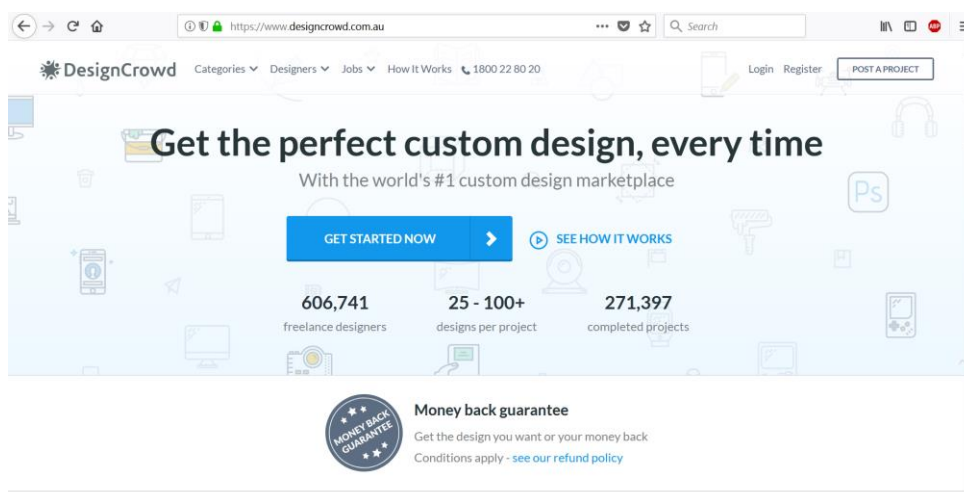 https://www.designcrowd.com.au
Search
ABP
DesignCrowd Categories Designers Jobs How It Works 1800 22 80 20 Login Register POST A PROJECT
Get the perfect custom design, every time
With the world's #1 custom design marketplace
Ps
GET STARTED NOW SEE HOW IT WORKS
606,741 25 - 100+ 271,397
freelance designers designs per project completed projects
MONEY BACK GUARANTEE
Money back guarantee
Get the design you want or your money back
Conditions apply - see our refund policy